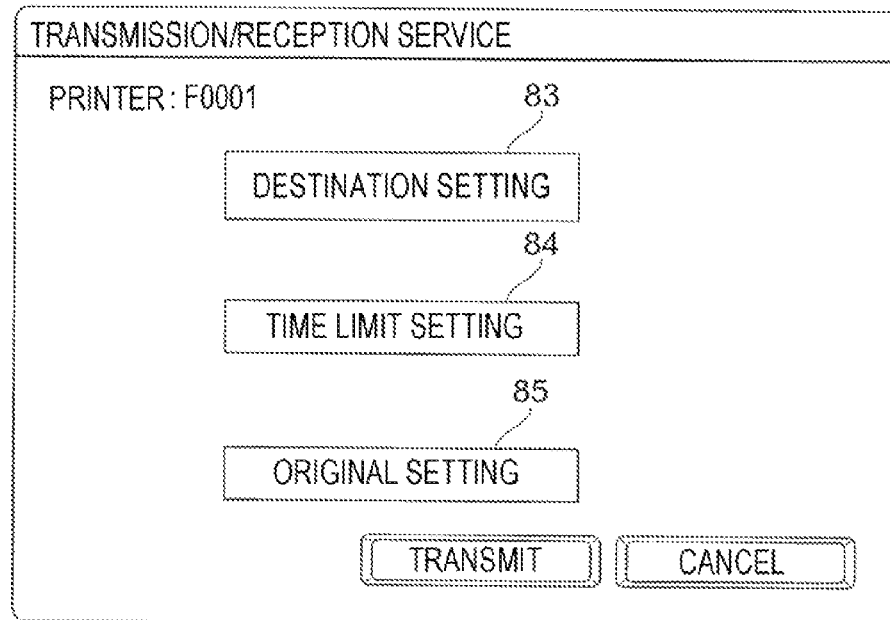 TRANSMISSION/RECEPTION SERVICE
PRINTER: F0001
83
DESTINATION SETTING
84
TIME LIMIT SETTING
85
ORIGINAL SETTING
TRANSMIT CANCEL